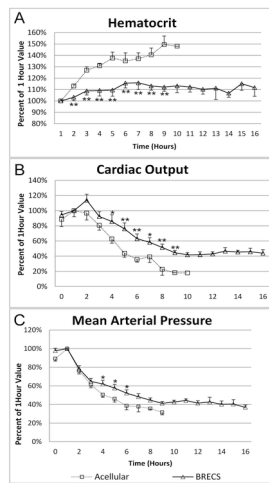 A
Hematocrit
Percent of 1 Hour Value
160%
150%
140%
130%
120%
110%
100%
90%
80%
** ** ** ** ** ** ** ** **
1 2 3 4 5 6 7 8 9 10 11 12 13 14 15 16
Time (Hours)
B
Cardiac Output
Percent of 1Hour Value
140%
120%
100%
80%
60%
40%
20%
0%
* ** ** * ** **
0 2 4 6 8 10 12 14 16
Time (Hours)
C
Mean Arterial Pressure
Percent of 1Hour Value
120%
100%
80%
60%
40%
20%
0%
* * *
0 2 4 6 8 10 12 14 16
Time (Hours)
Acellular
BRECS